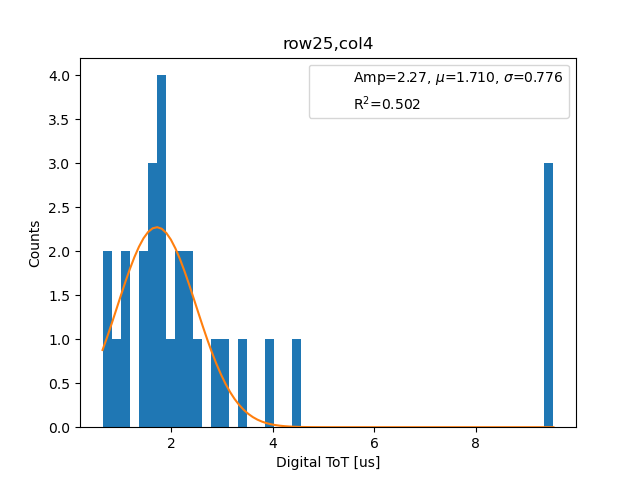 row25,col4
Amp=2.27, μ=1.710, σ=0.776
R²=0.502
Counts
4.0
3.5
3.0
2.5
2.0
1.5
1.0
0.5
0.0
2 4 6 8
Digital ToT [us]